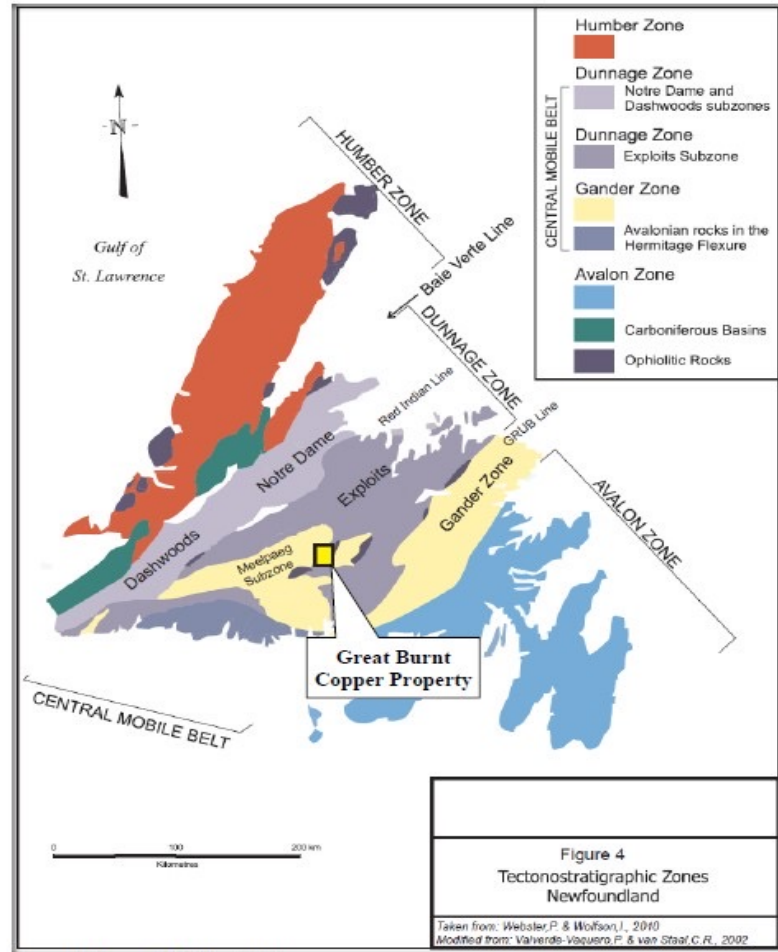 Humber Zone
Dunnage Zone
Notre Dame and
Dashwoods subzones
Dunnage Zone
Exploits Subzone
Gander Zone
Avalonian rocks in the
Hermitage Flexure
CENTRAL MOBILE BELT
Avalon Zone
Carboniferous Basins
Ophiolitic Rocks
N
Gulf of
St. Lawrence
HUMBER ZONE
Baie Verte Line
DUNNAGE ZONE
Red Indian Line
GRUB Line
AVALON ZONE
Notre Dame
Exploits
Gander Zone
Dashwoods
Meelpaeg
Subzone
Great Burnt
Copper Property
CENTRAL MOBILE BELT
0 100 200 km
Kilometres
Figure 4
Tectonostratigraphic Zones
Newfoundland
Taken from: Webster,P. & Wolfson,I., 2010
Modified from: Valverde-Vaquero,P. & van Staal,C.R., 2002